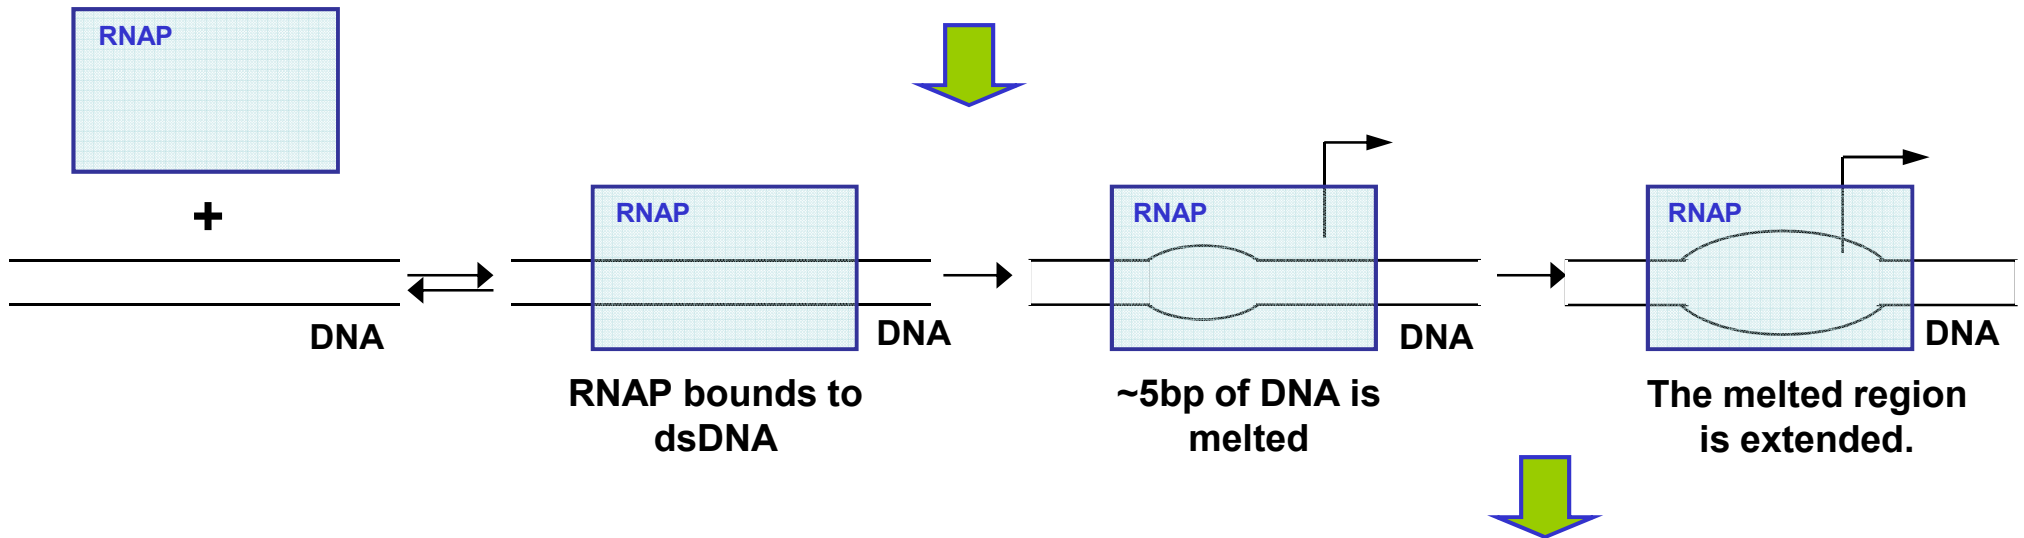 RNAP
+
DNA
RNAP
DNA
RNAP bounds to
dsDNA
RNAP
DNA
~5bp of DNA is
melted
RNAP
DNA
The melted region
is extended.